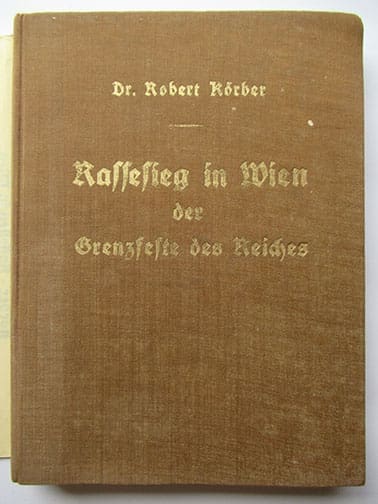 Dr. Robert Körber
Rassesieg in Wien
der
Grenzfeste des Reiches